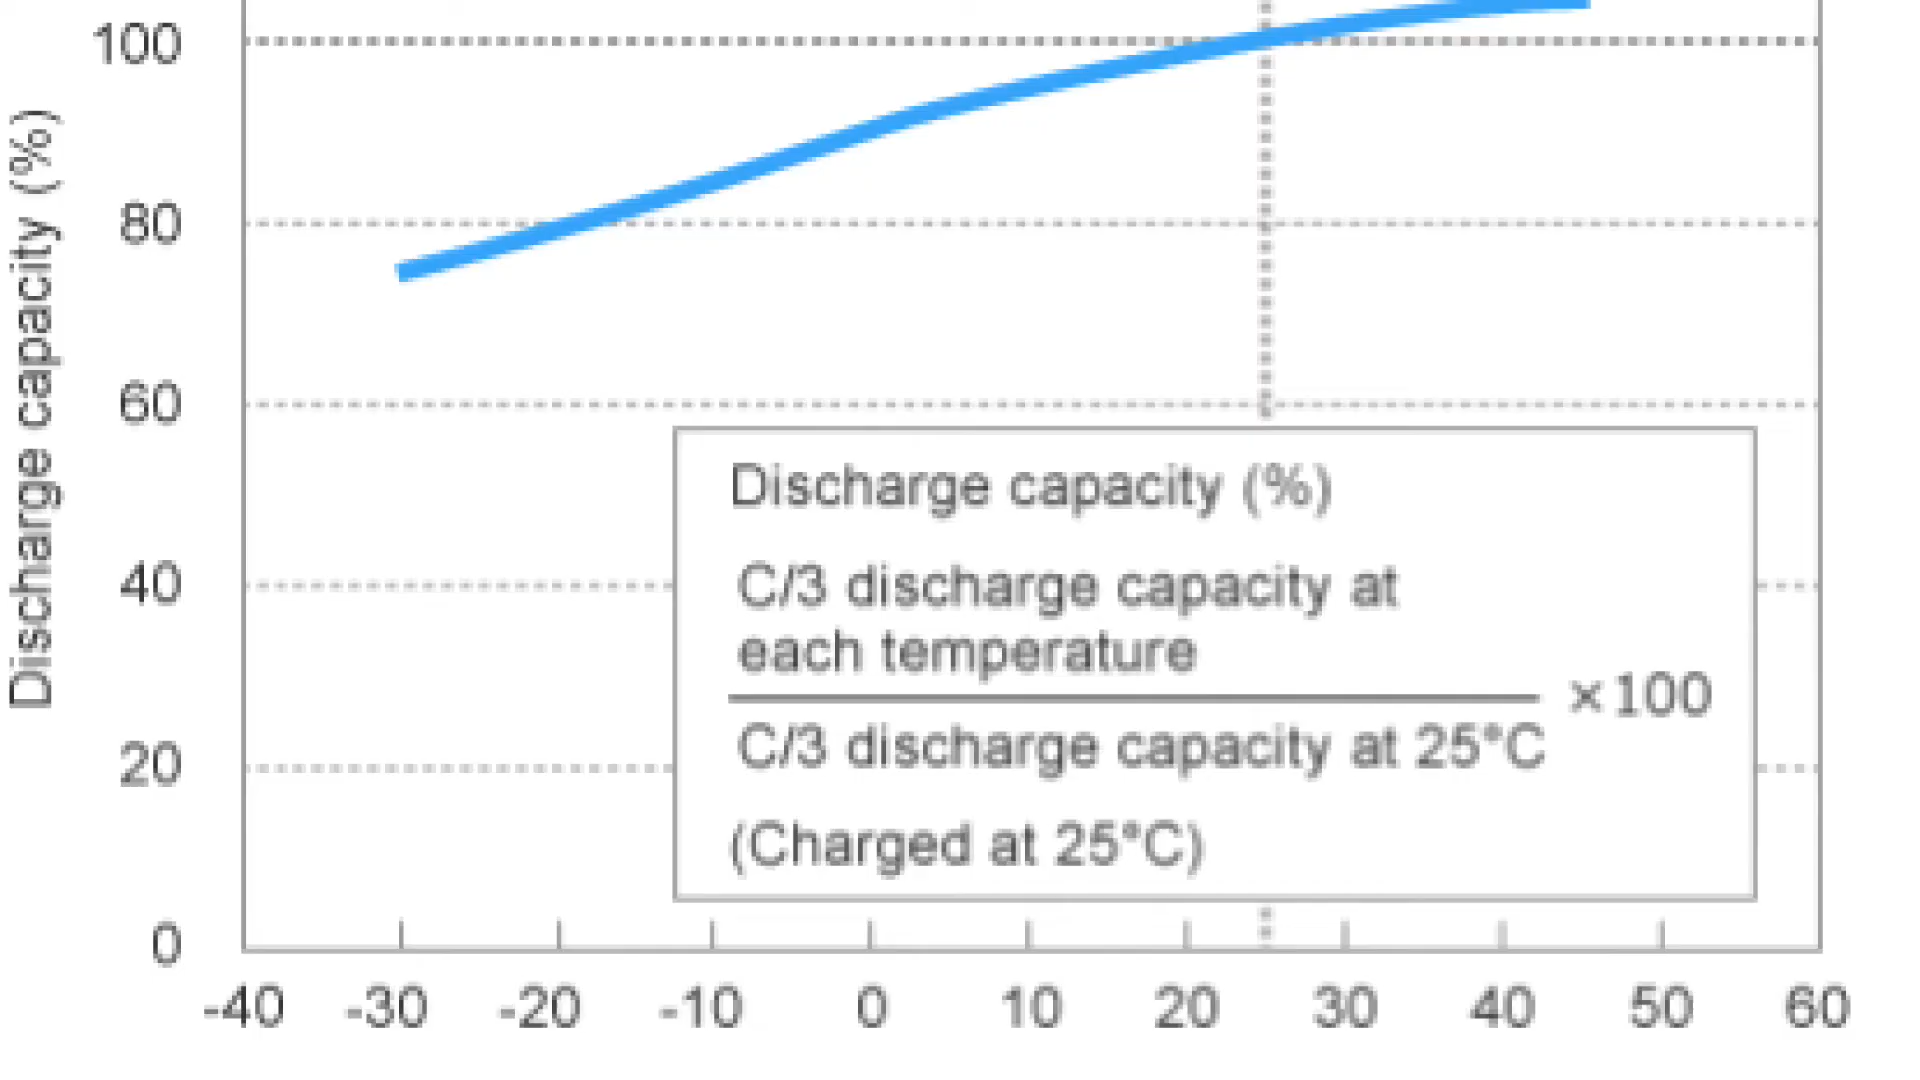 100
80
60
40
20
0
Discharge capacity (%)
Discharge capacity (%)
C/3 discharge capacity at
each temperature
×100
C/3 discharge capacity at 25°C
(Charged at 25°C)
-40 -30 -20 -10 0 10 20 30 40 50 60